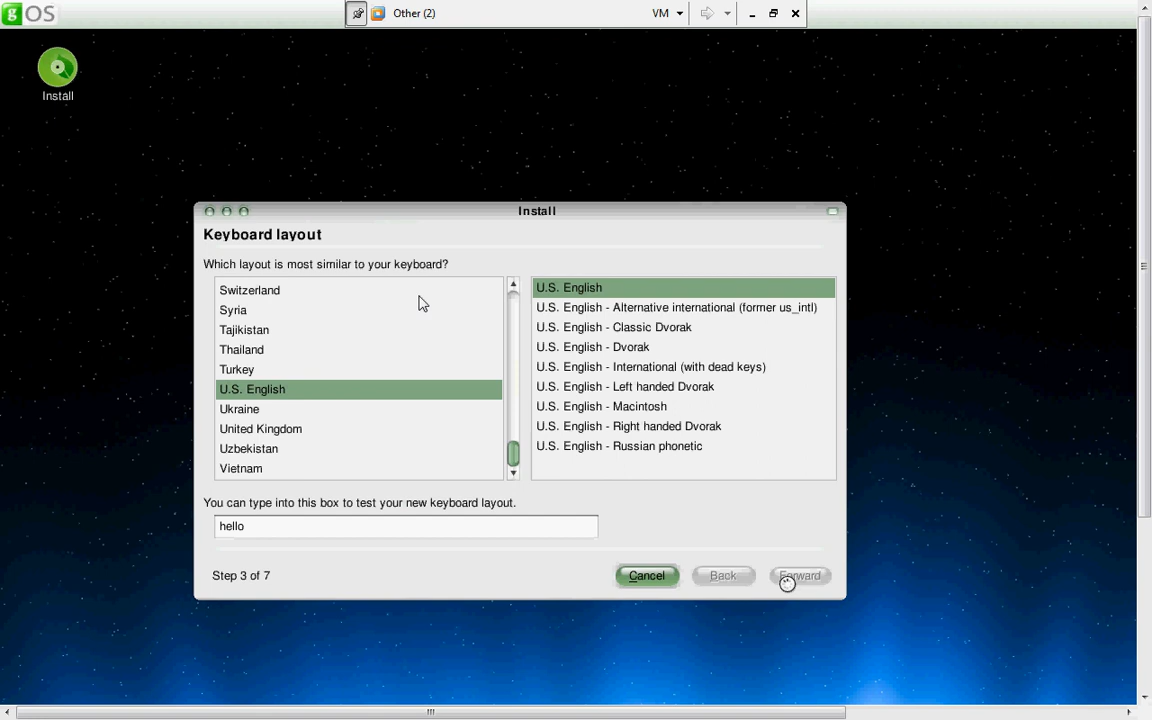 gOS
Other (2)
VM
Install
Install
Keyboard layout
Which layout is most similar to your keyboard?
Switzerland
Syria
Tajikistan
Thailand
Turkey
U.S. English
Ukraine
United Kingdom
Uzbekistan
Vietnam
U.S. English
U.S. English - Alternative international (former us_intl)
U.S. English - Classic Dvorak
U.S. English - Dvorak
U.S. English - International (with dead keys)
U.S. English - Left handed Dvorak
U.S. English - Macintosh
U.S. English - Right handed Dvorak
U.S. English - Russian phonetic
You can type into this box to test your new keyboard layout.
hello
Step 3 of 7
Cancel
Back
Forward